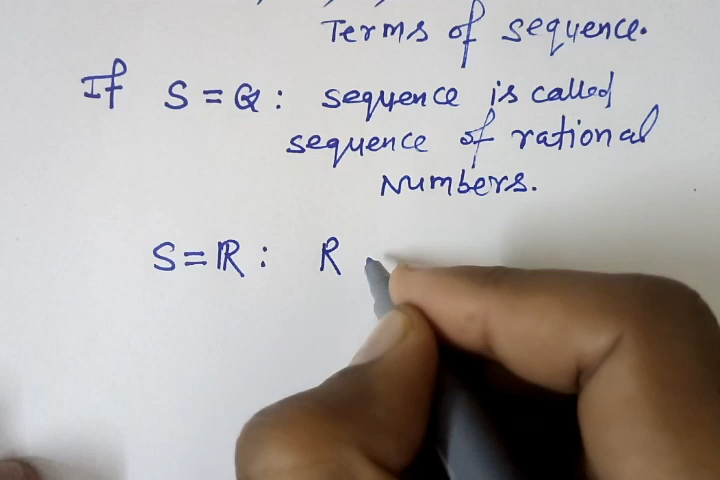 Terms of sequence.
If S = ℚ : sequence is called
sequence of rational
Numbers.
S = ℝ : R